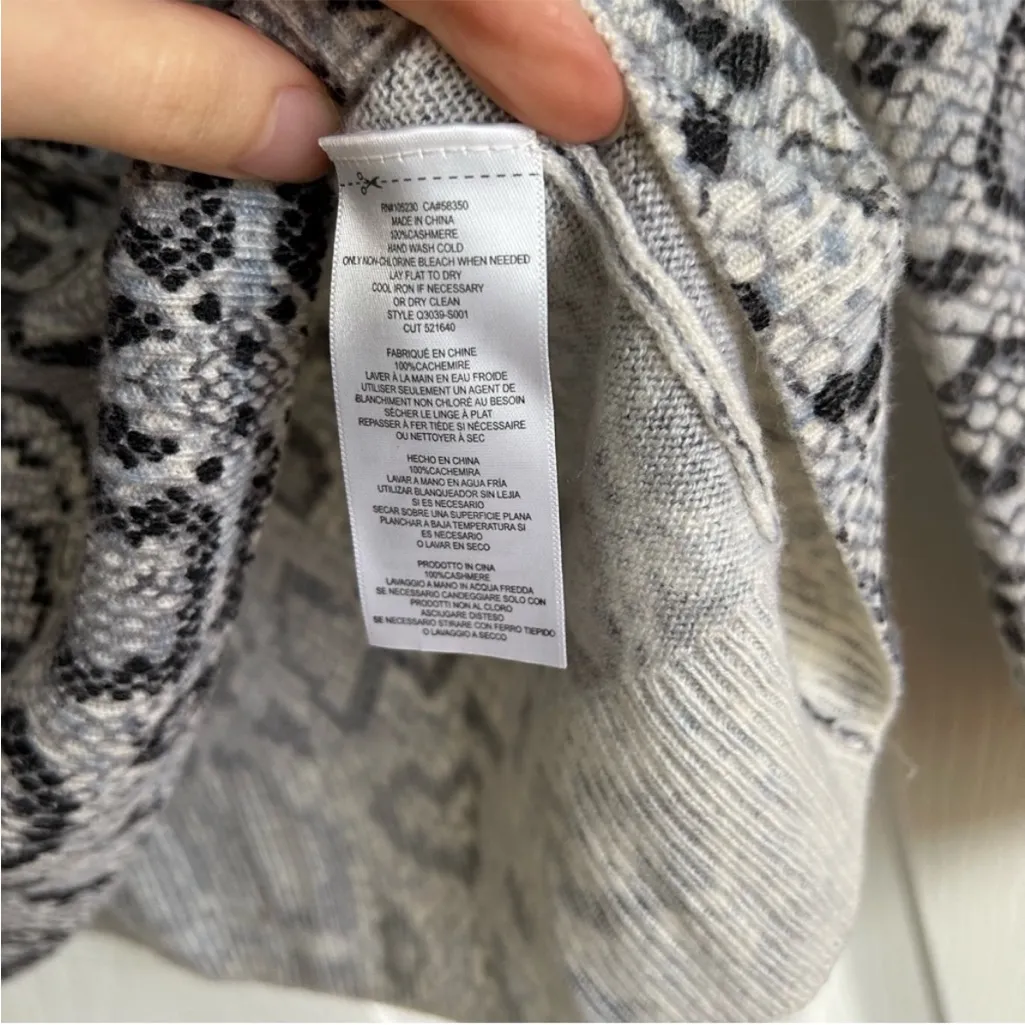 RN#105230 CA#58350
MADE IN CHINA
100%CASHMERE
HAND WASH COLD
ONLY NON-CHLORINE BLEACH WHEN NEEDED
LAY FLAT TO DRY
COOL IRON IF NECESSARY
OR DRY CLEAN
STYLE Q3039-S001
CUT 521640
FABRIQUÉ EN CHINE
100%CACHEMIRE
LAVER À LA MAIN EN EAU FROIDE
UTILISER SEULEMENT UN AGENT DE
BLANCHIMENT NON CHLORÉ AU BESOIN
SÉCHER LE LINGE À PLAT
REPASSER À FER TIÉDE SI NÉCESSAIRE
OU NETTOYER À SEC
HECHO EN CHINA
100%CACHEMIRA
LAVAR A MANO EN AGUA FRÍA
UTILIZAR BLANQUEADOR SIN LEJIA
SI ES NECESARIO
SECAR SOBRE UNA SUPERFICIE PLANA
PLANCHAR A BAJA TEMPERATURA SI
ES NECESARIO
O LAVAR EN SECO
PRODOTTO IN CINA
100%CASHMERE
LAVAGGIO A MANO IN ACQUA FREDDA
SE NECESSARIO CANDEGGIARE SOLO CON
PRODOTTI NON AL CLORO
ASCIUGARE DISTESO
SE NECESSARIO STIRARE CON FERRO TIEPIDO
O LAVAGGIO A SECCO